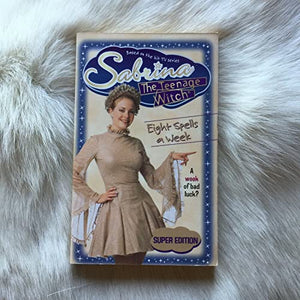 Based on the hit TV series
Sabrina
The Teenage
Witch
Eight Spells
a Week
A week
of bad
luck?
SUPER EDITION